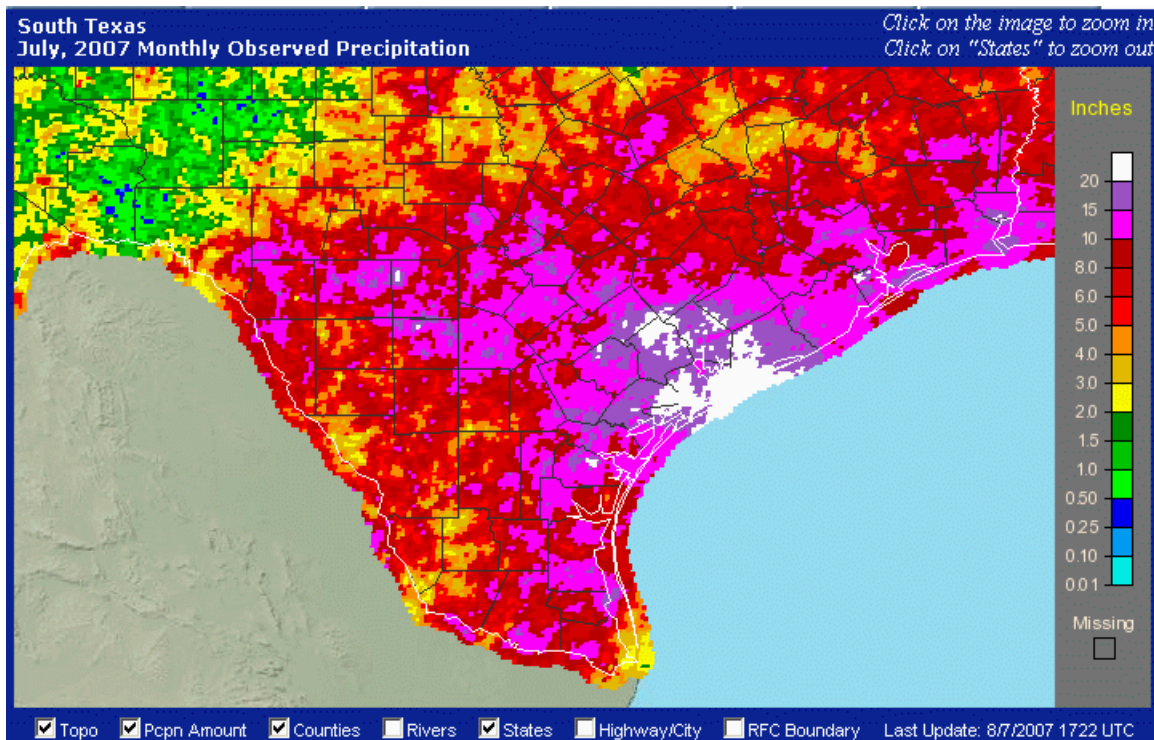 South Texas
Click on the image to zoom in
July, 2007 Monthly Observed Precipitation
Click on "States" to zoom out
Inches
20
15
10
8.0
6.0
5.0
4.0
3.0
2.0
1.5
1.0
0.50
0.25
0.10
0.01
Missing
Topo Pcpn Amount Counties Rivers States Highway/City RFC Boundary Last Update: 8/7/2007 1722 UTC